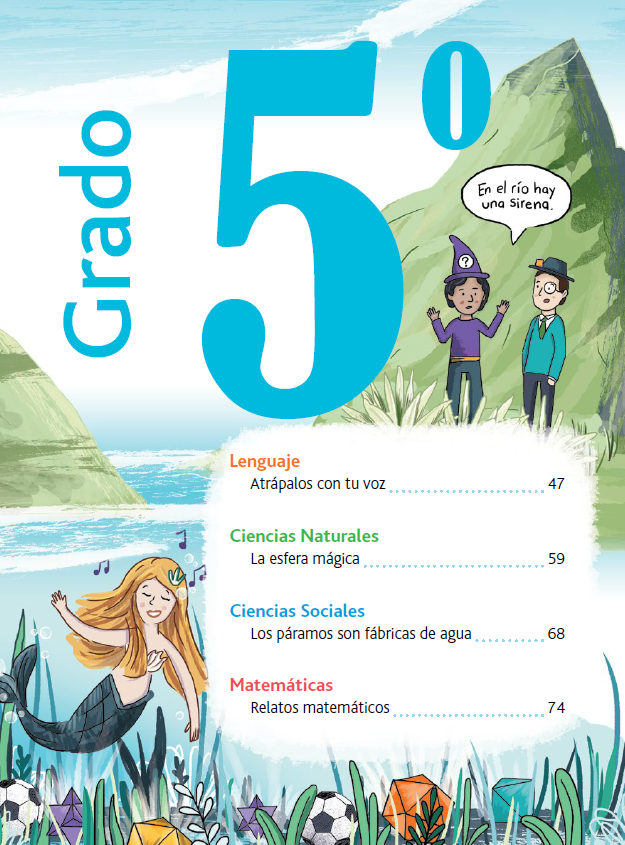 Grado
5º
En el río hay
una sirena.
?
Lenguaje
Atrápalos con tu voz 47
Ciencias Naturales
La esfera mágica 59
Ciencias Sociales
Los páramos son fábricas de agua 68
Matemáticas
Relatos matemáticos 74